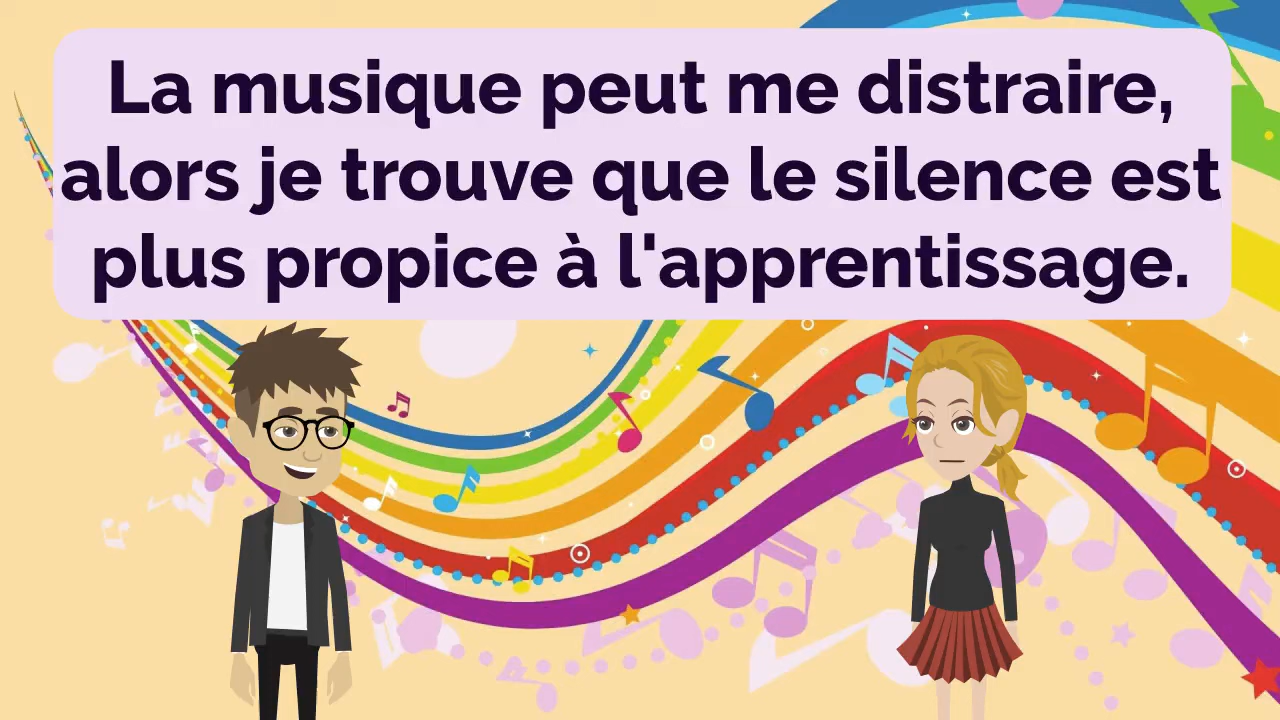 La musique peut me distraire,
alors je trouve que le silence est
plus propice à l'apprentissage.